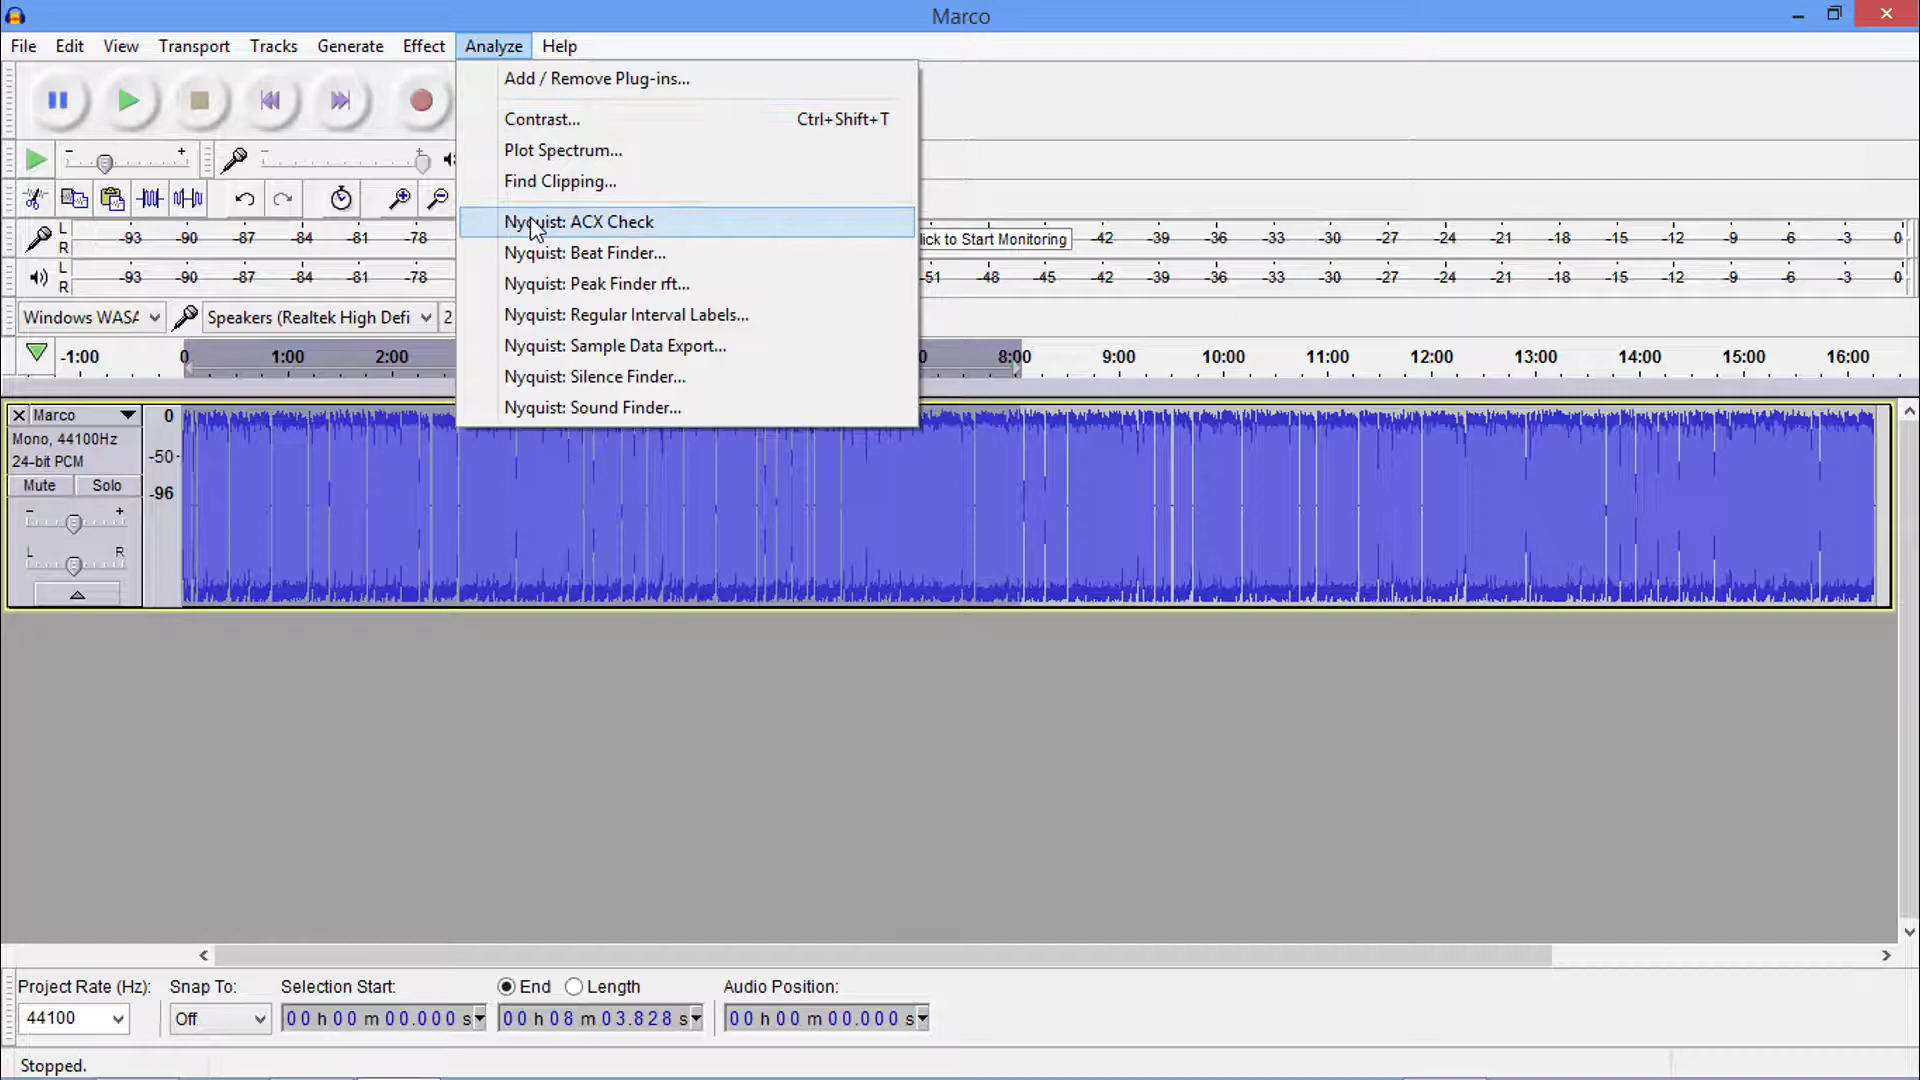 Marco
File Edit View Transport Tracks Generate Effect Analyze Help
Add / Remove Plug-ins...
Contrast... Ctrl+Shift+T
Plot Spectrum...
Find Clipping...
Nyquist: ACX Check
Nyquist: Beat Finder...
Nyquist: Peak Finder rft...
Nyquist: Regular Interval Labels...
Nyquist: Sample Data Export...
Nyquist: Silence Finder...
Nyquist: Sound Finder...
L
R
-93 -90 -87 -84 -81 -78 lick to Start Monitoring -42 -39 -36 -33 -30 -27 -24 -21 -18 -15 -12 -9 -6 -3 0
L
R
-93 -90 -87 -84 -81 -78 -51 -48 -45 -42 -39 -36 -33 -30 -27 -24 -21 -18 -15 -12 -9 -6 -3 0
Windows WASA Speakers (Realtek High Defi 2
-1:00 0 1:00 2:00 0 8:00 9:00 10:00 11:00 12:00 13:00 14:00 15:00 16:00
Marco
Mono, 44100Hz
24-bit PCM
Mute Solo
- +
L R
0
-50
-96
Project Rate (Hz): Snap To: Selection Start: End Length Audio Position:
44100 Off 00 h 00 m 00.000 s 00 h 08 m 03.828 s 00 h 00 m 00.000 s
Stopped.